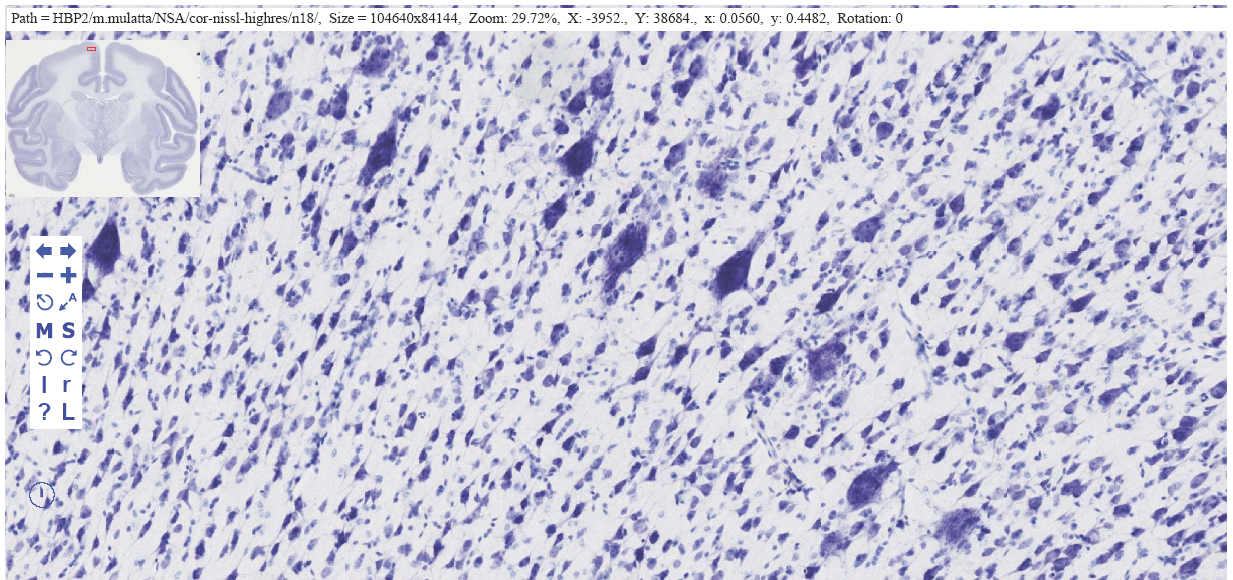 Path = HBP2/m.mulatta/NSA/cor-nissl-highres/n18/, Size = 104640x84144, Zoom: 29.72%, X: -3952., Y: 38684., x: 0.0560, y: 0.4482, Rotation: 0
A
M S
l r
? L